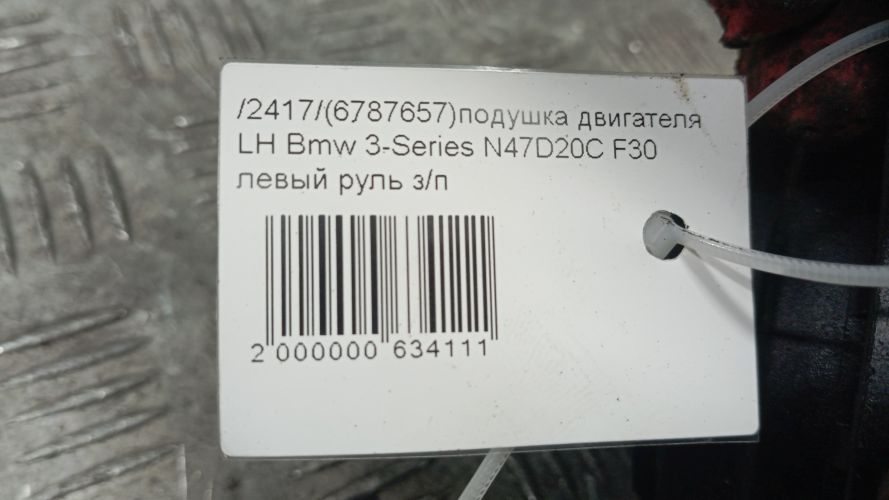 /2417/(6787657)подушка двигателя
LH Bmw 3-Series N47D20C F30
левый руль з/п
2 000000 634111